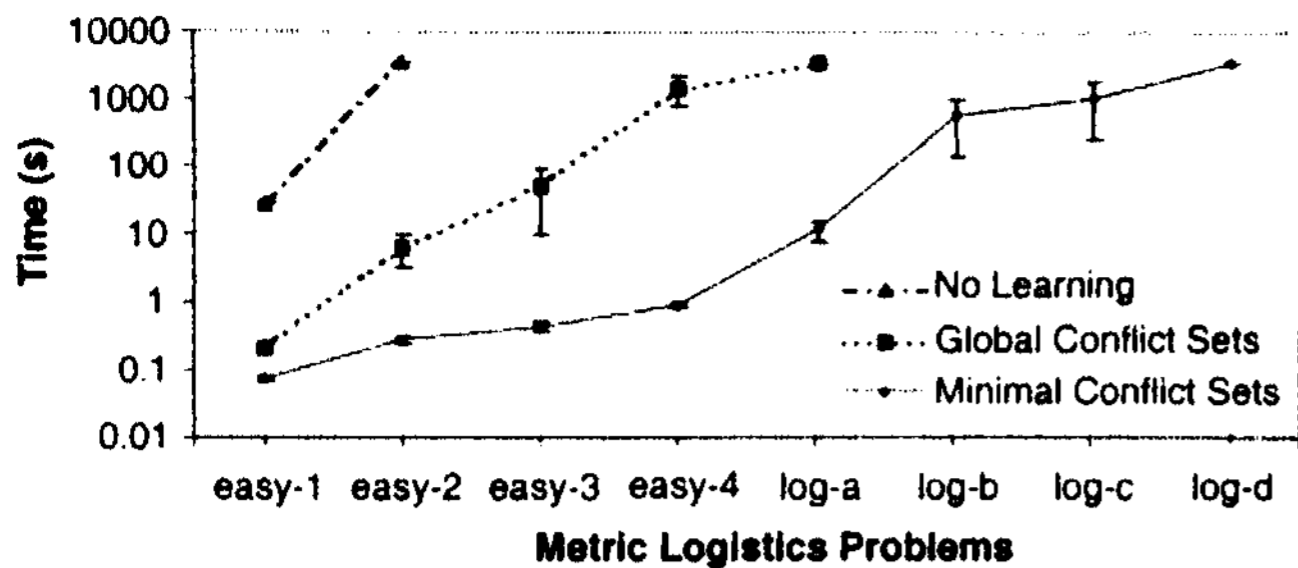 10000
1000
100
10
1
0.1
0.01
Time (s)
No Learning
Global Conflict Sets
Minimal Conflict Sets
easy-1 easy-2 easy-3 easy-4 log-a log-b log-c log-d
Metric Logistics Problems